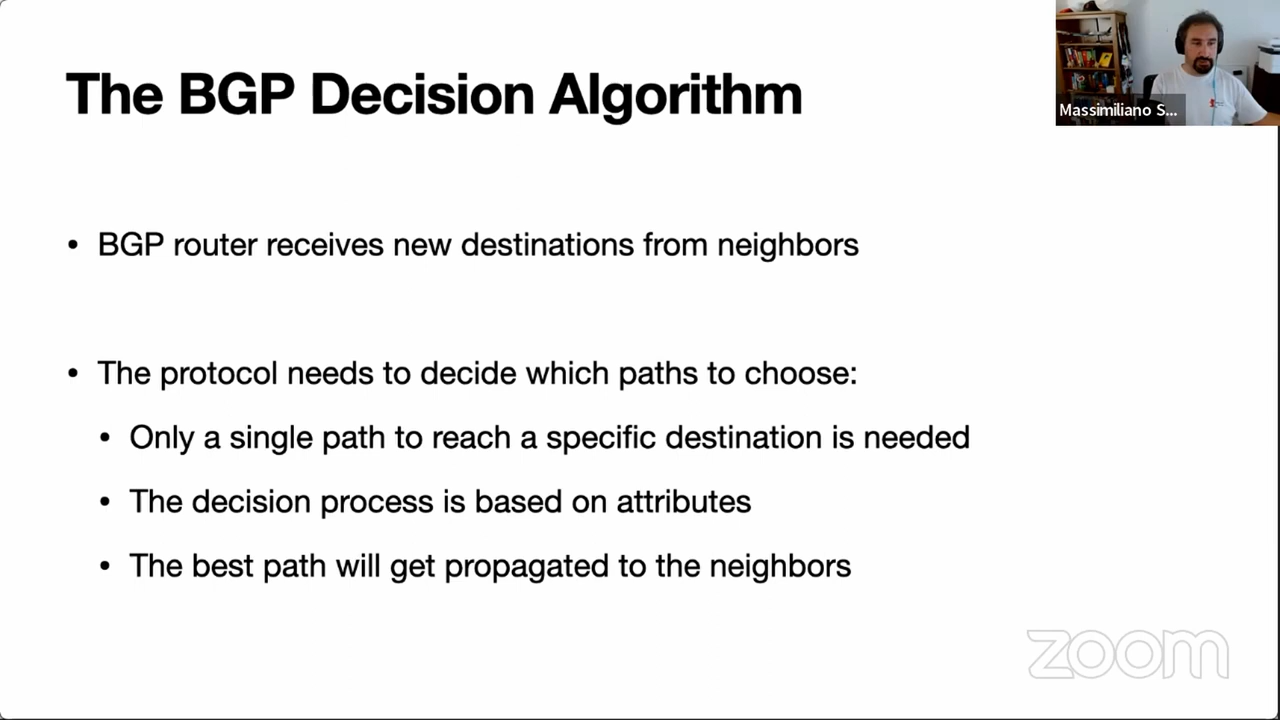 The BGP Decision Algorithm
Massimiliano S...
• BGP router receives new destinations from neighbors
• The protocol needs to decide which paths to choose:
• Only a single path to reach a specific destination is needed
• The decision process is based on attributes
• The best path will get propagated to the neighbors
zoom